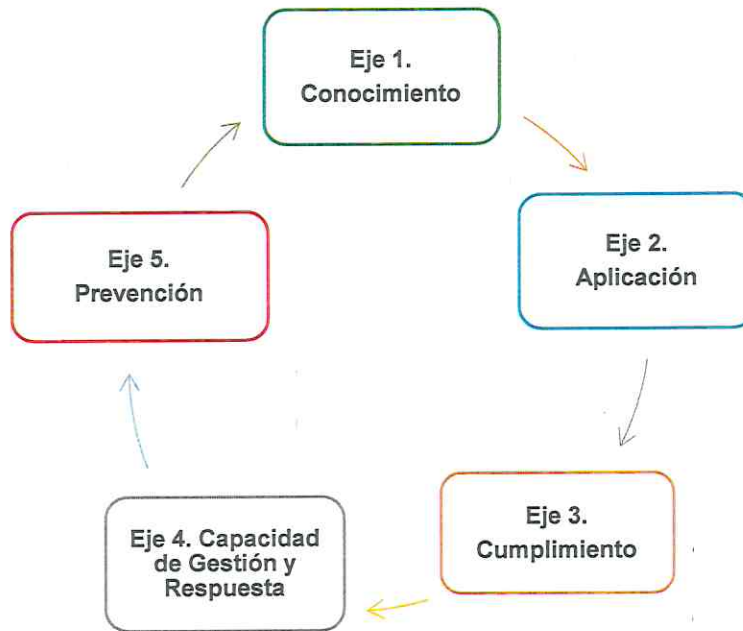 Eje 1.
Conocimiento
Eje 2.
Aplicación
Eje 3.
Cumplimiento
Eje 4. Capacidad
de Gestión y
Respuesta
Eje 5.
Prevención